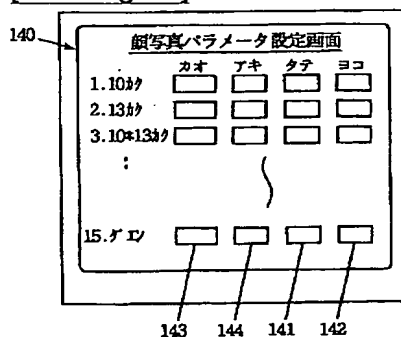 140
顔写真パラメータ設定画面
カオ アキ タテ ヨコ
1.10カク
2.13カク
3.10*13カク
:
15.ゲエン
143 144 141 142